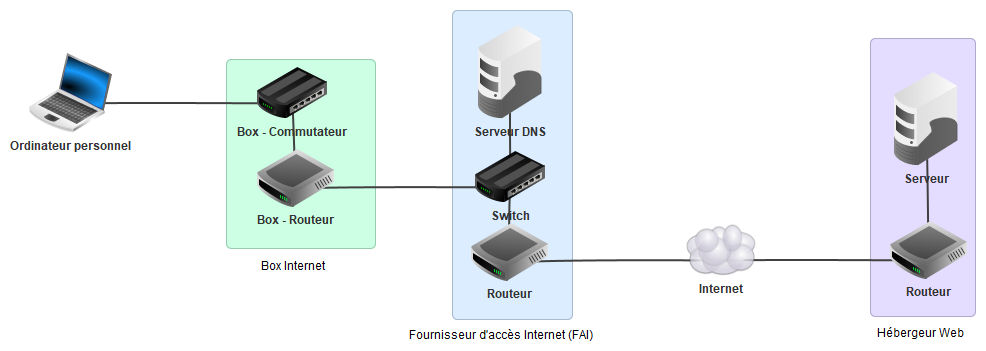 Ordinateur personnel
Box - Commutateur
Box - Routeur
Box Internet
Serveur DNS
Switch
Routeur
Fournisseur d'accès Internet (FAI)
Internet
Serveur
Routeur
Hébergeur Web